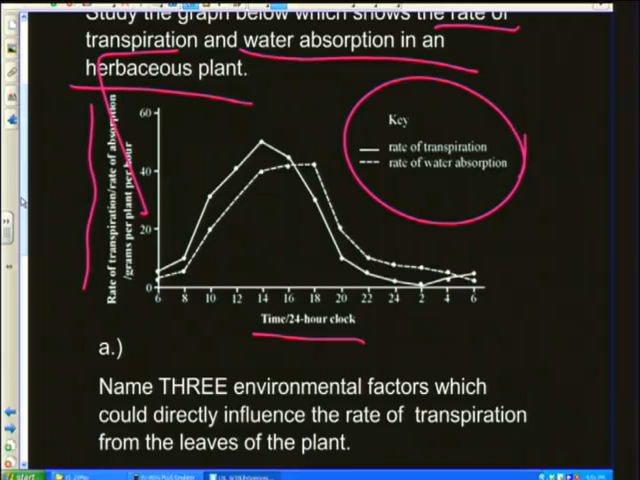 Study the graph below which shows the rate of
transpiration and water absorption in an
herbaceous plant.
Rate of transpiration/rate of absorption
/grams per plant per hour
60
40
20
0
6 8 10 12 14 16 18 20 22 24 2 4 6
Time/24-hour clock
Key
rate of transpiration
rate of water absorption
a.)
Name THREE environmental factors which
could directly influence the rate of transpiration
from the leaves of the plant.
start